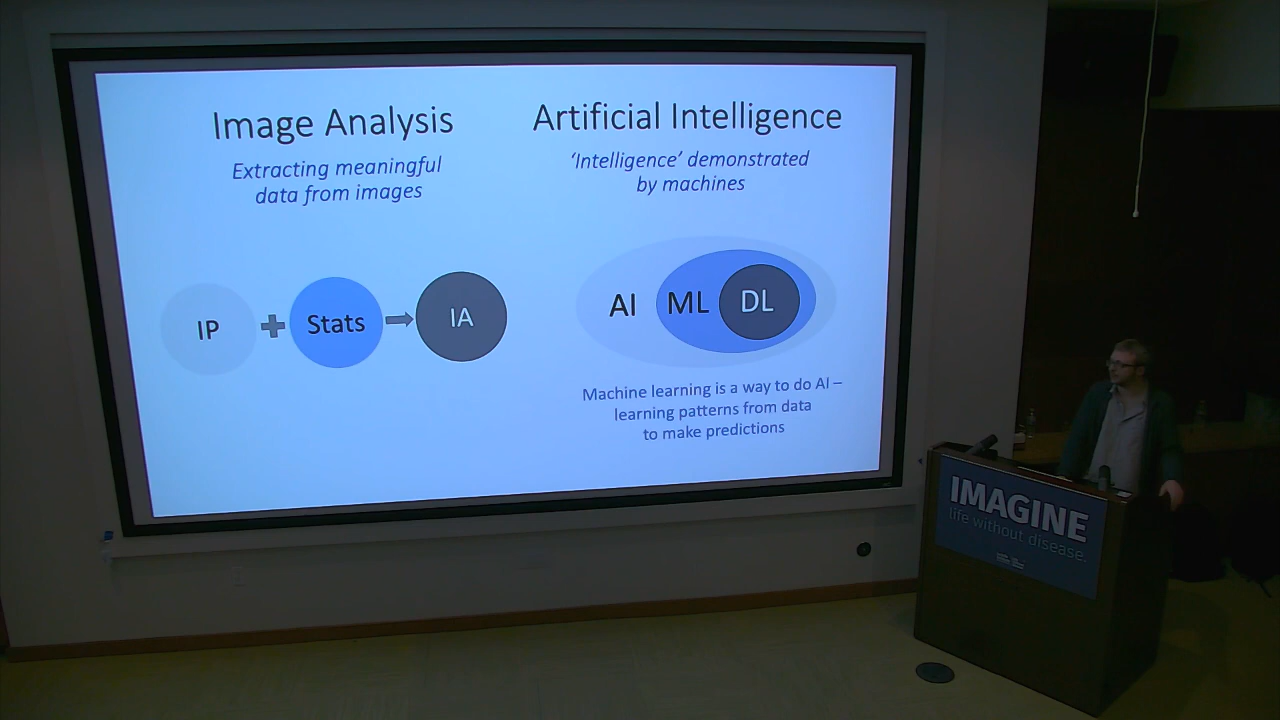 Image Analysis
Extracting meaningful
data from images
IP
Stats
IA
Artificial Intelligence
‘Intelligence’ demonstrated
by machines
AI
ML
DL
Machine learning is a way to do AI –
learning patterns from data
to make predictions
IMAGINE
life without disease.